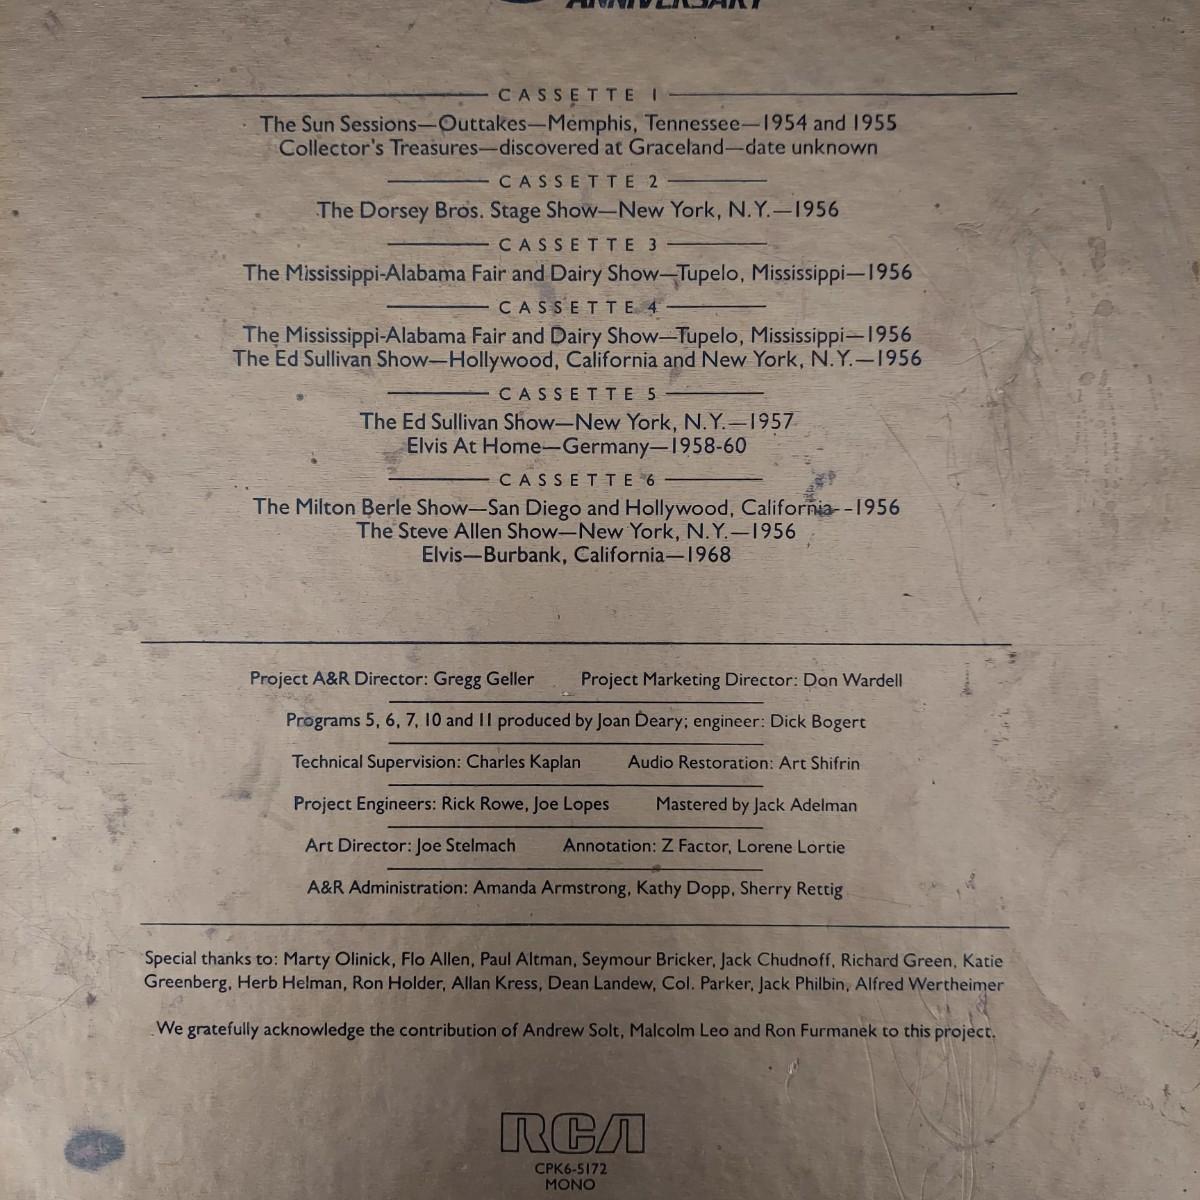 ANNIVERSARY
CASSETTE 1
The Sun Sessions—Outtakes—Memphis, Tennessee—1954 and 1955
Collector's Treasures—discovered at Graceland—date unknown
CASSETTE 2
The Dorsey Bros. Stage Show—New York, N.Y.—1956
CASSETTE 3
The Mississippi-Alabama Fair and Dairy Show—Tupelo, Mississippi—1956
CASSETTE 4
The Mississippi-Alabama Fair and Dairy Show—Tupelo, Mississippi—1956
The Ed Sullivan Show—Hollywood, California and New York, N.Y.—1956
CASSETTE 5
The Ed Sullivan Show—New York, N.Y.—1957
Elvis At Home—Germany—1958-60
CASSETTE 6
The Milton Berle Show—San Diego and Hollywood, California--1956
The Steve Allen Show—New York, N.Y.—1956
Elvis—Burbank, California—1968
Project A&R Director: Gregg Geller Project Marketing Director: Don Wardell
Programs 5, 6, 7, 10 and 11 produced by Joan Deary; engineer: Dick Bogert
Technical Supervision: Charles Kaplan Audio Restoration: Art Shifrin
Project Engineers: Rick Rowe, Joe Lopes Mastered by Jack Adelman
Art Director: Joe Stelmach Annotation: Z Factor, Lorene Lortie
A&R Administration: Amanda Armstrong, Kathy Dopp, Sherry Rettig
Special thanks to: Marty Olinick, Flo Allen, Paul Altman, Seymour Bricker, Jack Chudnoff, Richard Green, Katie
Greenberg, Herb Helman, Ron Holder, Allan Kress, Dean Landew, Col. Parker, Jack Philbin, Alfred Wertheimer
We gratefully acknowledge the contribution of Andrew Solt, Malcolm Leo and Ron Furmanek to this project.
RCA
CPK6-5172
MONO